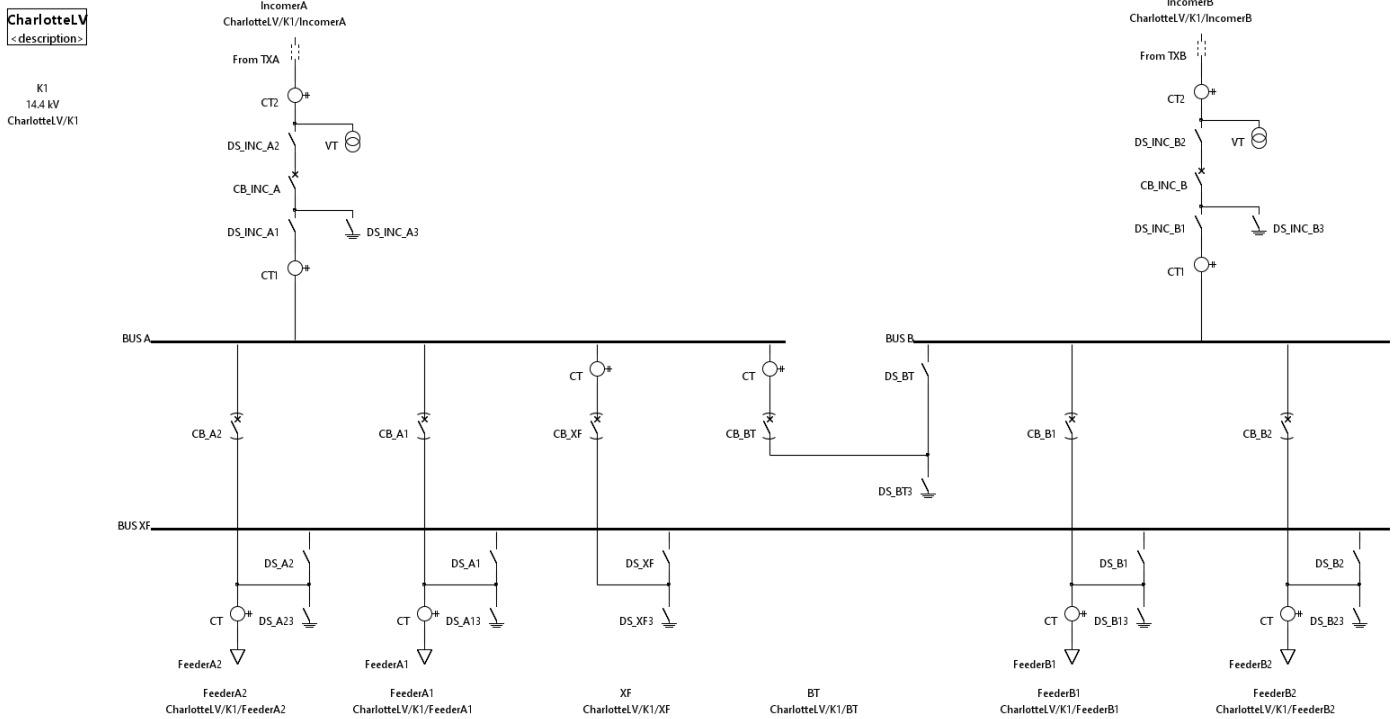 CharlotteLV
<description>
K1
14.4 kV
CharlotteLV/K1
IncomerA
CharlotteLV/K1/IncomerA
From TXA
CT2
DS_INC_A2
VT
CB_INC_A
DS_INC_A1
DS_INC_A3
CT1
IncomerB
CharlotteLV/K1/IncomerB
From TXB
CT2
DS_INC_B2
VT
CB_INC_B
DS_INC_B1
DS_INC_B3
CT1
BUS A
BUS B
CT
CT
DS_BT
CB_A2
CB_A1
CB_XF
CB_BT
CB_B1
CB_B2
DS_BT3
BUS XF
DS_A2
DS_A1
DS_XF
DS_B1
DS_B2
CT
DS_A23
CT
DS_A13
DS_XF3
CT
DS_B13
CT
DS_B23
FeederA2
FeederA1
FeederB1
FeederB2
FeederA2
CharlotteLV/K1/FeederA2
FeederA1
CharlotteLV/K1/FeederA1
XF
CharlotteLV/K1/XF
BT
CharlotteLV/K1/BT
FeederB1
CharlotteLV/K1/FeederB1
FeederB2
CharlotteLV/K1/FeederB2